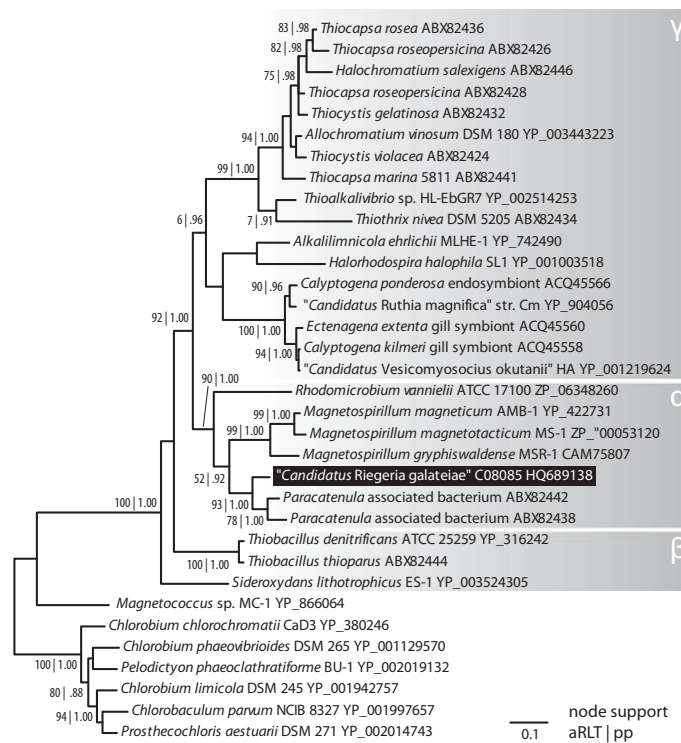 γ
83 | .98
Thiocapsa rosea ABX82436
82 | .98
Thiocapsa roseopersicina ABX82426
Halochromatium salexigens ABX82446
75 | .98
Thiocapsa roseopersicina ABX82428
Thiocystis gelatinosa ABX82432
94 | 1.00
Allochromatium vinosum DSM 180 YP_003443223
Thiocystis violacea ABX82424
99 | 1.00
Thiocapsa marina 5811 ABX82441
Thioalkalivibrio sp. HL-EbGR7 YP_002514253
6 | .96
7 | .91
Thiothrix nivea DSM 5205 ABX82434
Alkalilimnicola ehrlichii MLHE-1 YP_742490
Halorhodospira halophila SL1 YP_001003518
90 | .96
Calyptogena ponderosa endosymbiont ACQ45566
"Candidatus Ruthia magnifica" str. Cm YP_904056
92 | 1.00
100 | 1.00
Ectenagena extenta gill symbiont ACQ45560
94 | 1.00
Calyptogena kilmeri gill symbiont ACQ45558
"Candidatus Vesicomyosocius okutanii" HA YP_001219624
90 | 1.00
α
Rhodomicrobium vannielii ATCC 17100 ZP_06348260
99 | 1.00
Magnetospirillum magneticum AMB-1 YP_422731
99 | 1.00
Magnetospirillum magnetotacticum MS-1 ZP_"00053120
Magnetospirillum gryphiswaldense MSR-1 CAM75807
52 | .92
"Candidatus Riegeria galateiae" C08085 HQ689138
100 | 1.00
93 | 1.00
Paracatenula associated bacterium ABX82442
78 | 1.00
Paracatenula associated bacterium ABX82438
β
Thiobacillus denitrificans ATCC 25259 YP_316242
100 | 1.00
Thiobacillus thioparus ABX82444
Sideroxydans lithotrophicus ES-1 YP_003524305
Magnetococcus sp. MC-1 YP_866064
Chlorobium chlorochromatii CaD3 YP_380246
Chlorobium phaeovibrioides DSM 265 YP_001129570
100 | 1.00
Pelodictyon phaeoclathratiforme BU-1 YP_002019132
80 | .88
Chlorobium limicola DSM 245 YP_001942757
94 | 1.00
Chlorobaculum parvum NCIB 8327 YP_001997657
Prosthecochloris aestuarii DSM 271 YP_002014743
0.1
node support
aRLT | pp